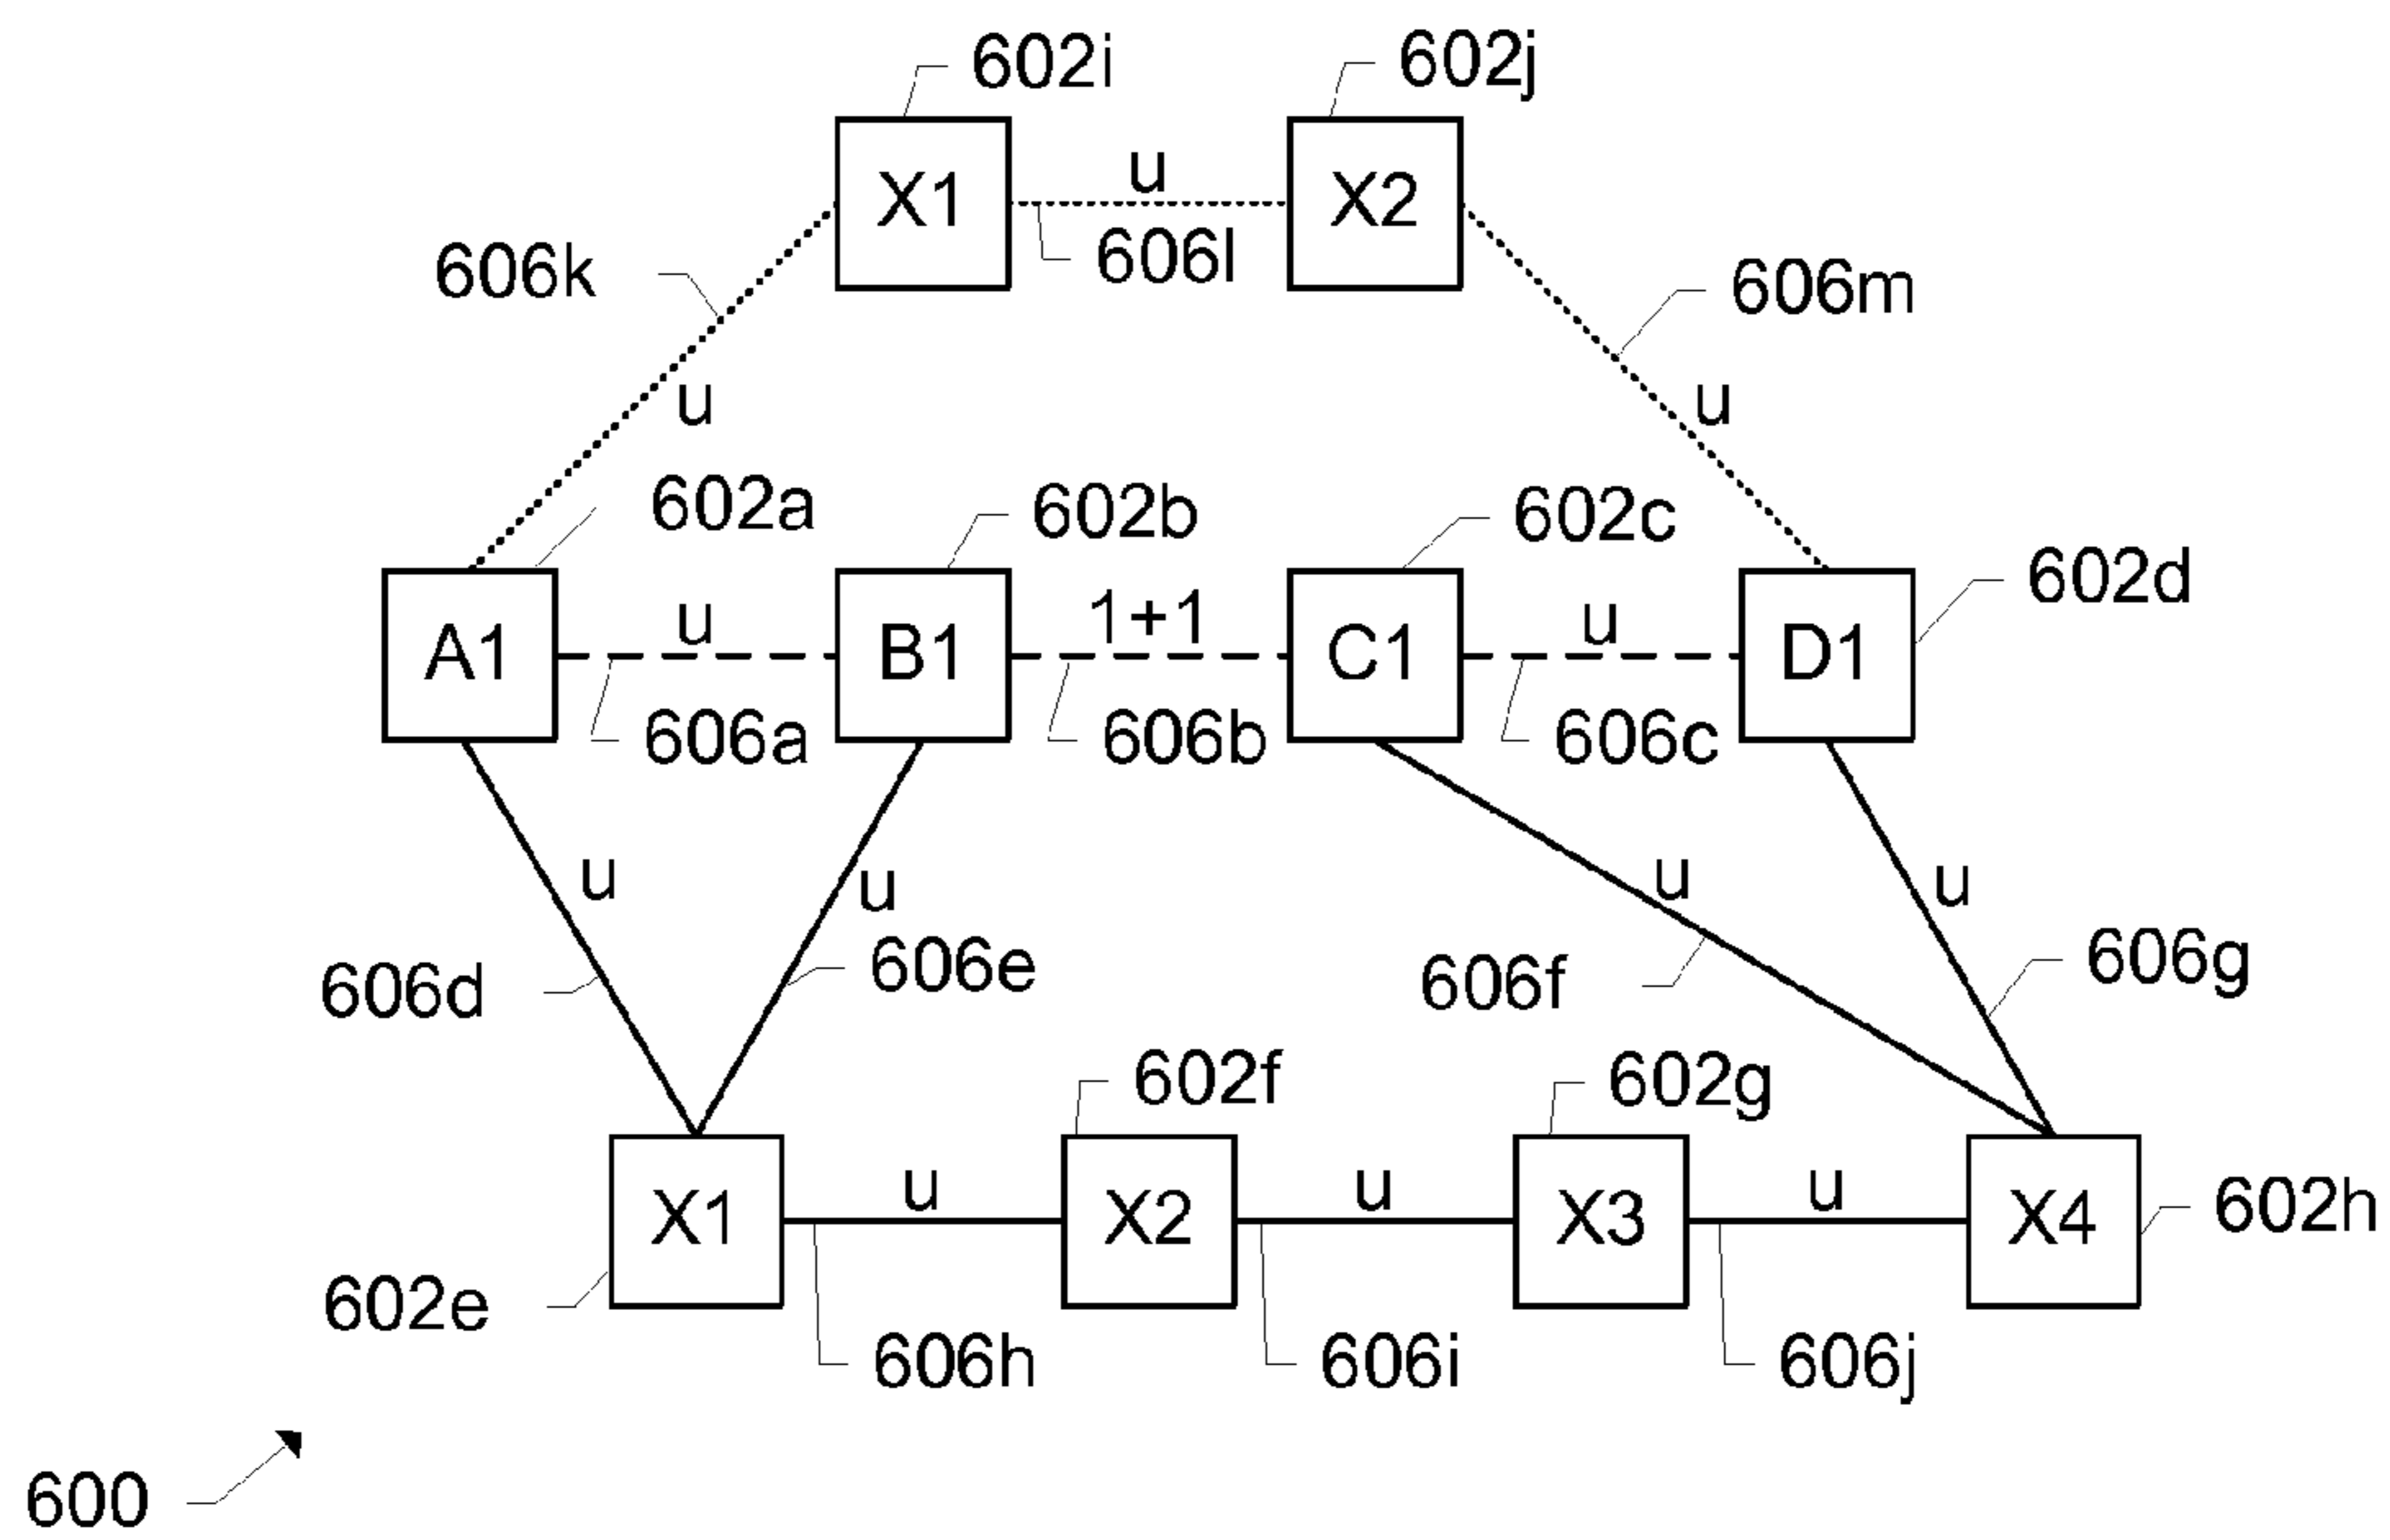 602i 602j
X1 u X2
606k 606l 606m
u u
602a 602b 602c 602d
A1 u B1 1+1 C1 u D1
606a 606b 606c
u u u u
606d 606e 606f 606g
602f 602g
X1 u X2 u X3 u X4 602h
602e 606h 606i 606j
600